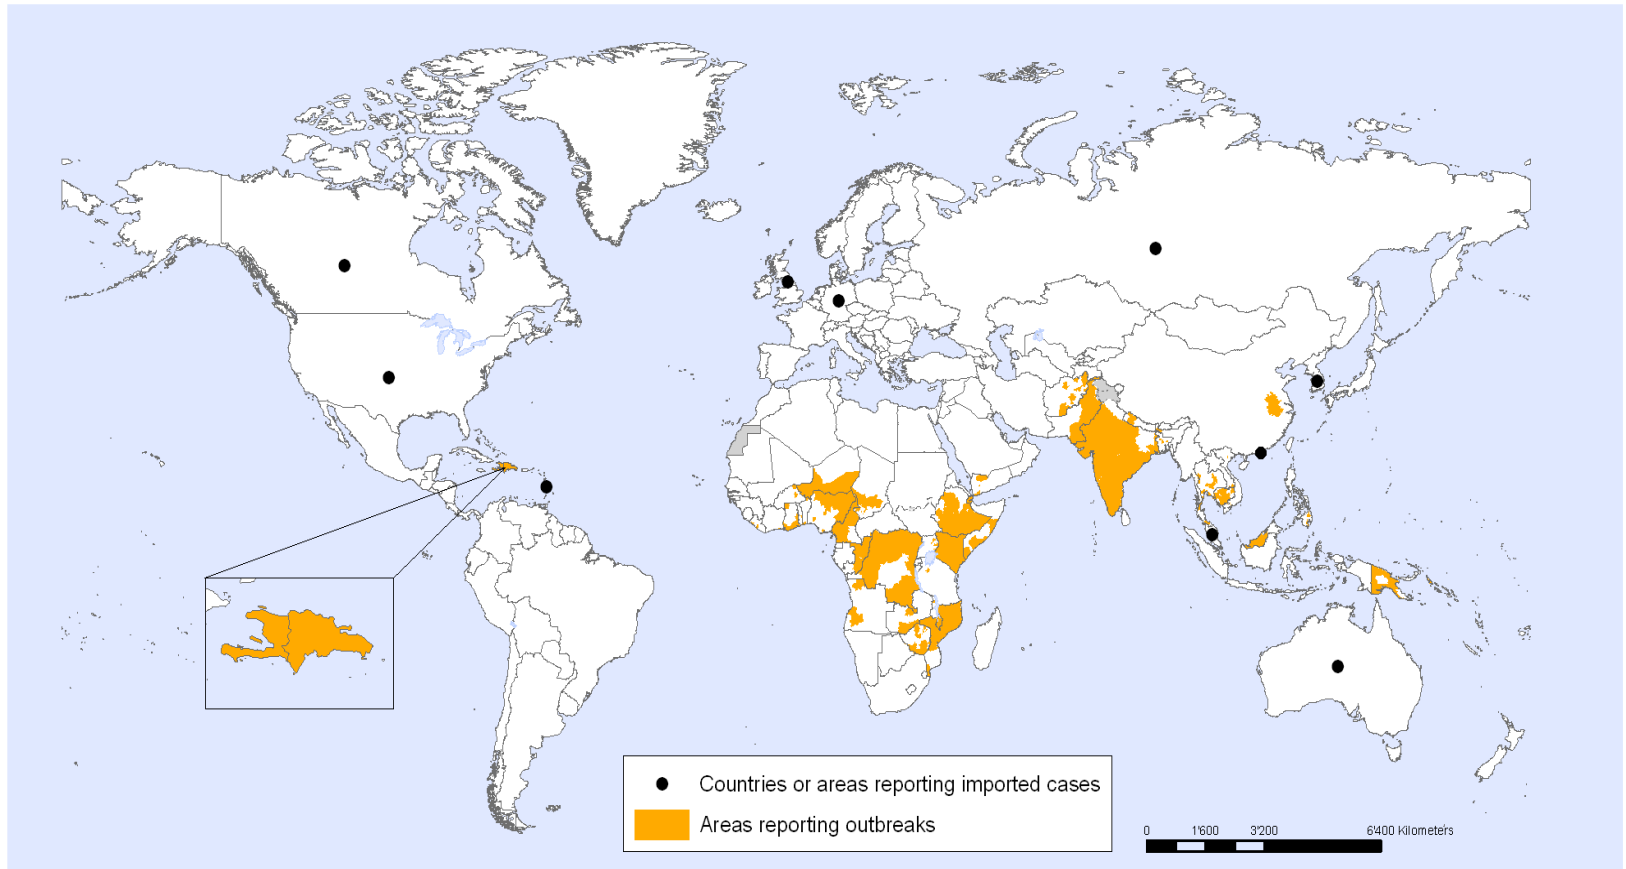 Countries or areas reporting imported cases
Areas reporting outbreaks
0 1'600 3'200 6'400 Kilometers